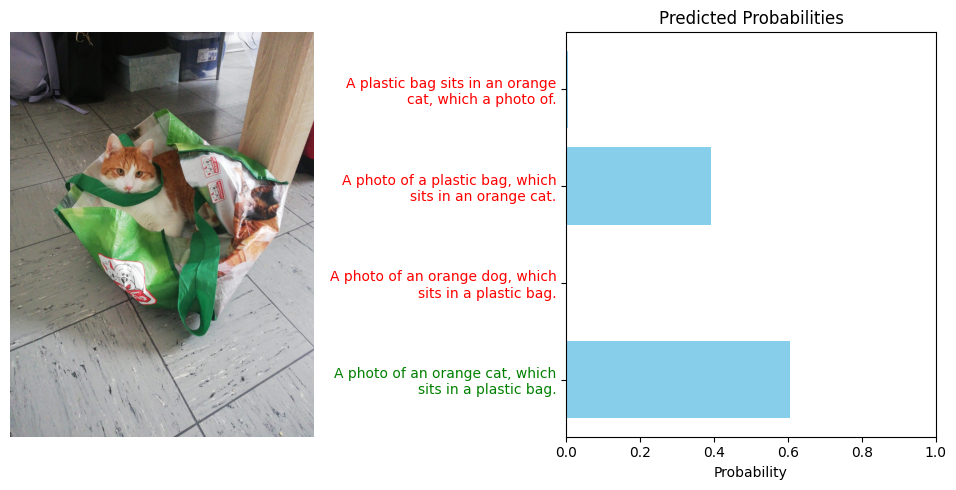 Predicted Probabilities
A plastic bag sits in an orange
cat, which a photo of.
A photo of a plastic bag, which
sits in an orange cat.
A photo of an orange dog, which
sits in a plastic bag.
A photo of an orange cat, which
sits in a plastic bag.
0.0 0.2 0.4 0.6 0.8 1.0
Probability